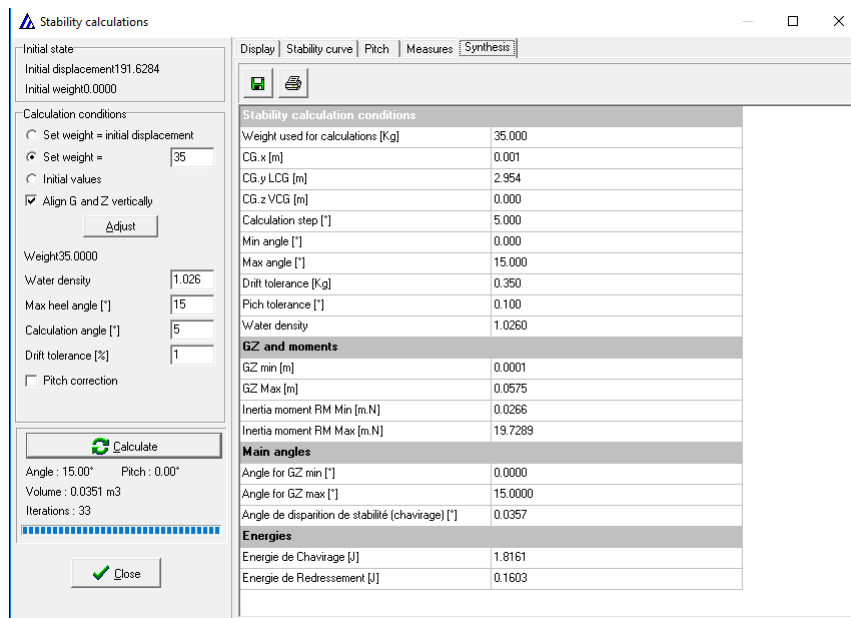 Stability calculations
Initial state
Initial displacement191.6284
Initial weight0.0000
Calculation conditions
Set weight = initial displacement
Set weight = 35
Initial values
Align G and Z vertically
Adjust
Weight35.0000
Water density 1.026
Max heel angle [°] 15
Calculation angle [°] 5
Drift tolerance [%] 1
Pitch correction
Calculate
Angle : 15.00° Pitch : 0.00°
Volume : 0.0351 m3
Iterations : 33
Close
Display Stability curve Pitch Measures Synthesis
Stability calculation conditions
Weight used for calculations [Kg] 35.000
CG.x [m] 0.001
CG.y LCG [m] 2.954
CG.z VCG [m] 0.000
Calculation step [°] 5.000
Min angle [°] 0.000
Max angle [°] 15.000
Drift tolerance [Kg] 0.350
Pich tolerance [°] 0.100
Water density 1.0260
GZ and moments
GZ min [m] 0.0001
GZ Max [m] 0.0575
Inertia moment RM Min [m.N] 0.0266
Inertia moment RM Max [m.N] 19.7289
Main angles
Angle for GZ min [°] 0.0000
Angle for GZ max [°] 15.0000
Angle de disparition de stabilité (chavirage) [°] 0.0357
Energies
Energie de Chavirage [J] 1.8161
Energie de Redressement [J] 0.1603